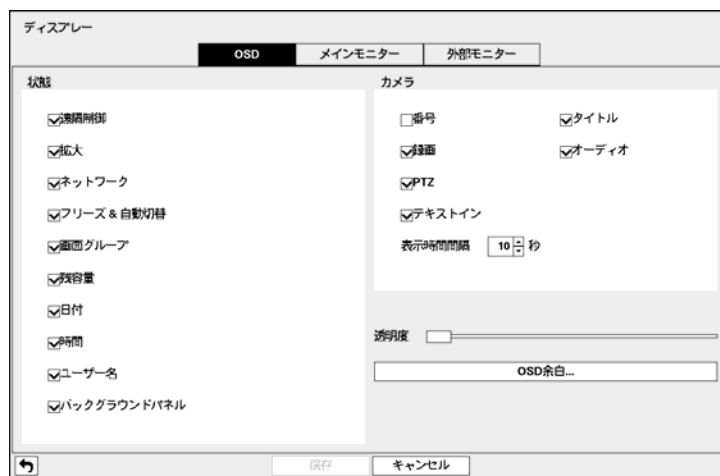 ディスプレー
OSD
メインモニター
外部モニター
状態
遠隔制御
拡大
ネットワーク
フリーズ & 自動切替
画面グループ
残容量
日付
時間
ユーザー名
バックグラウンドパネル
カメラ
番号
タイトル
録画
オーディオ
PTZ
テキストイン
表示時間間隔 10 秒
透明度
OSD余白...
保存
キャンセル